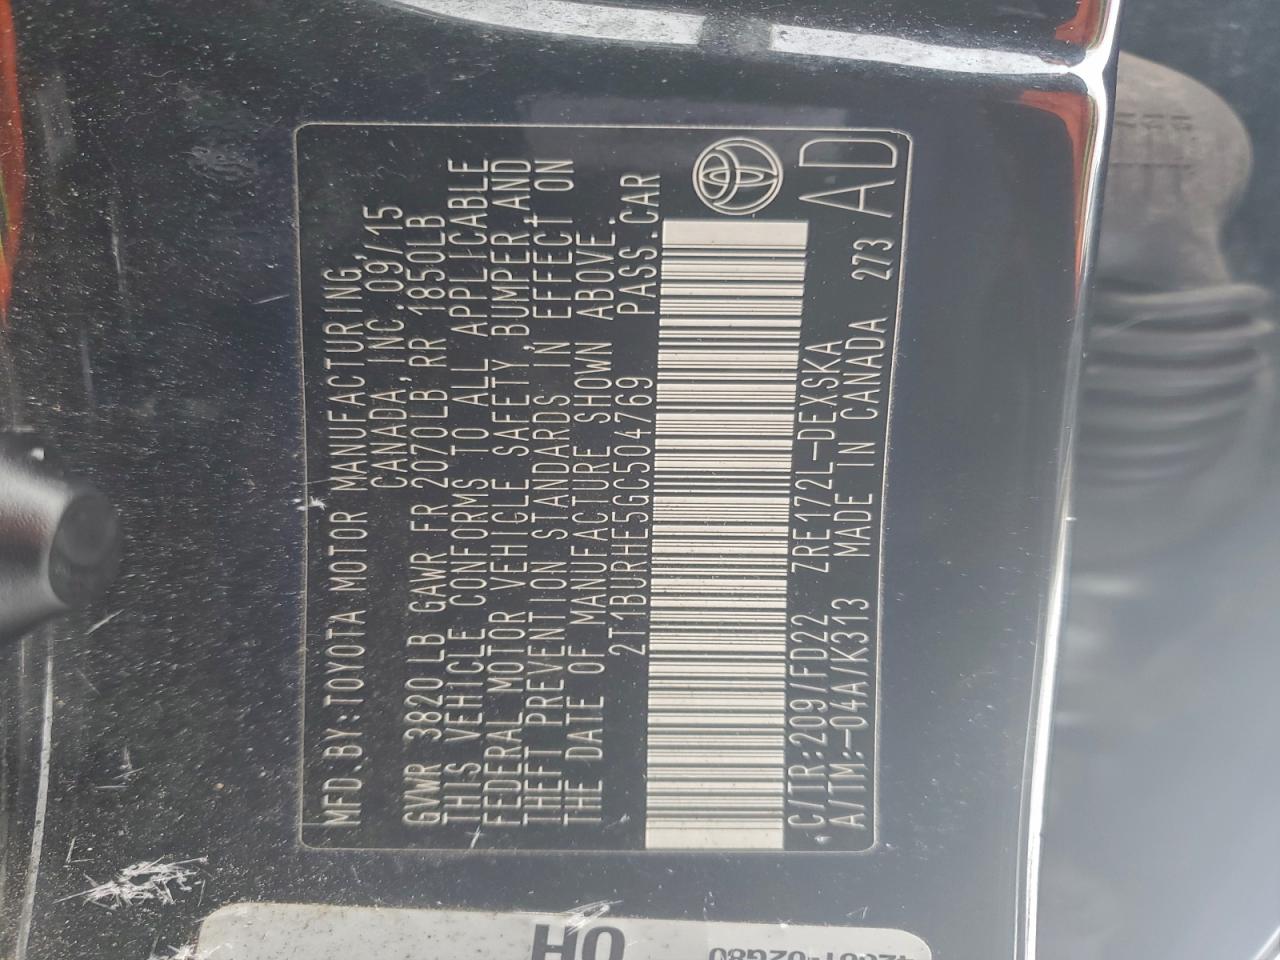 MFD.BY:TOYOTA MOTOR MANUFACTURING,
CANADA, INC. 09/15
GVWR 3820 LB GAWR FR 2070LB, RR 1850LB
THIS VEHICLE CONFORMS TO ALL APPLICABLE
FEDERAL MOTOR VEHICLE SAFETY, BUMPER, AND
THEFT PREVENTION STANDARDS IN EFFECT ON
THE DATE OF MANUFACTURE SHOWN ABOVE.
2T1BURHE5GC504769 PASS.CAR
C/TR:209/FD22 ZRE172L-DEXSKA
A/TM:-04A/K313 MADE IN CANADA 273 AD
0H